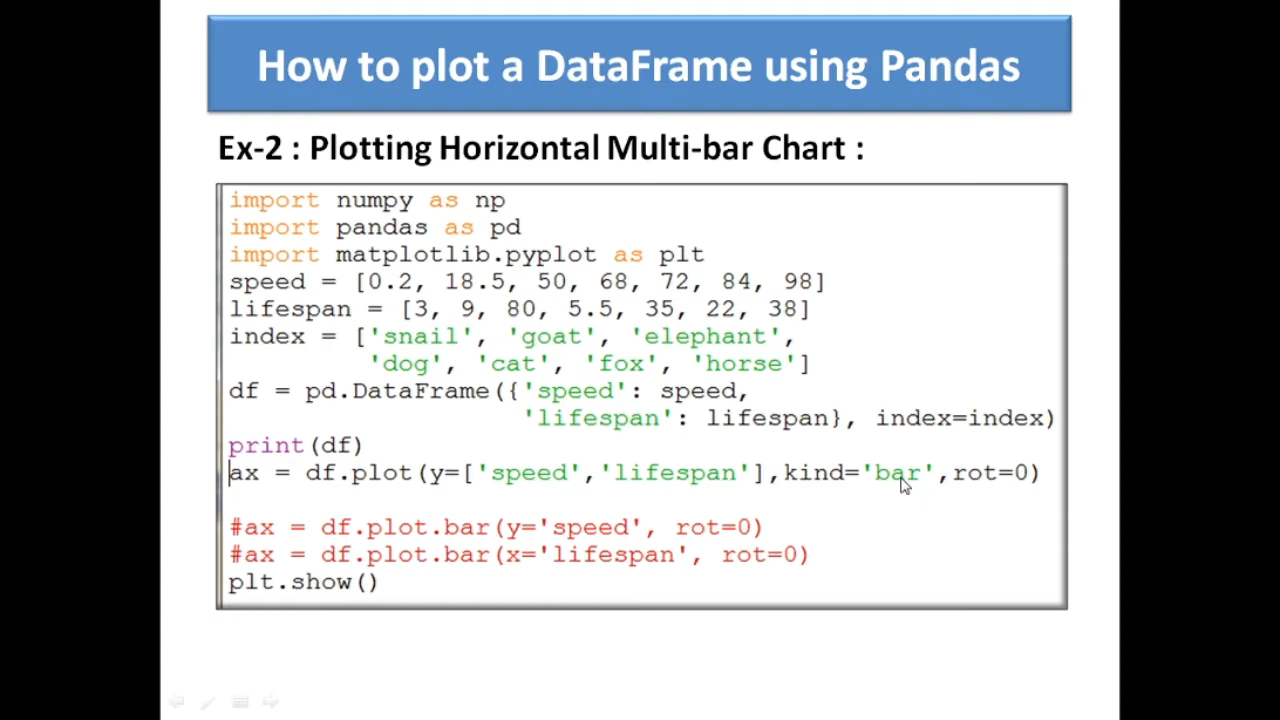 How to plot a DataFrame using Pandas
Ex-2 : Plotting Horizontal Multi-bar Chart :
import numpy as np
import pandas as pd
import matplotlib.pyplot as plt
speed = [0.2, 18.5, 50, 68, 72, 84, 98]
lifespan = [3, 9, 80, 5.5, 35, 22, 38]
index = ['snail', 'goat', 'elephant',
'dog', 'cat', 'fox', 'horse']
df = pd.DataFrame({'speed': speed,
'lifespan': lifespan}, index=index)
print(df)
ax = df.plot(y=['speed','lifespan'],kind='bar',rot=0)
#ax = df.plot.bar(y='speed', rot=0)
#ax = df.plot.bar(x='lifespan', rot=0)
plt.show()